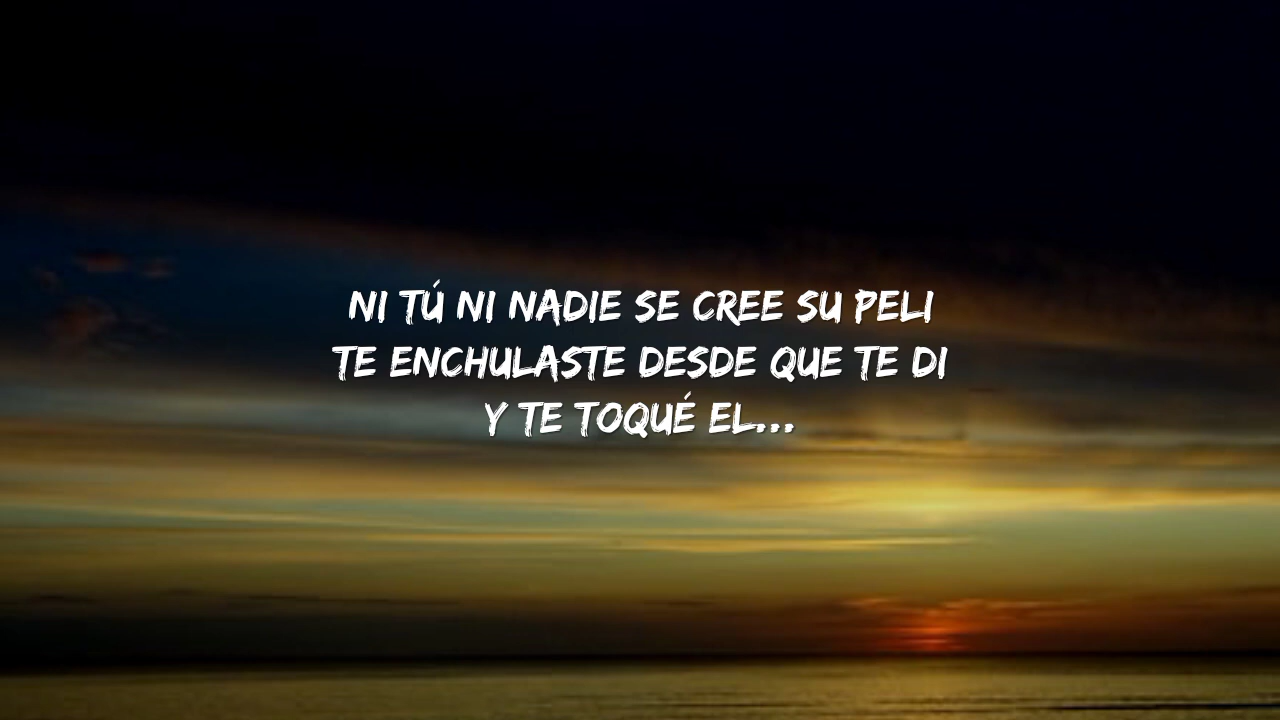 NI TÚ NI NADIE SE CREE SU PELI
TE ENCHULASTE DESDE QUE TE DI
Y TE TOQUÉ EL...